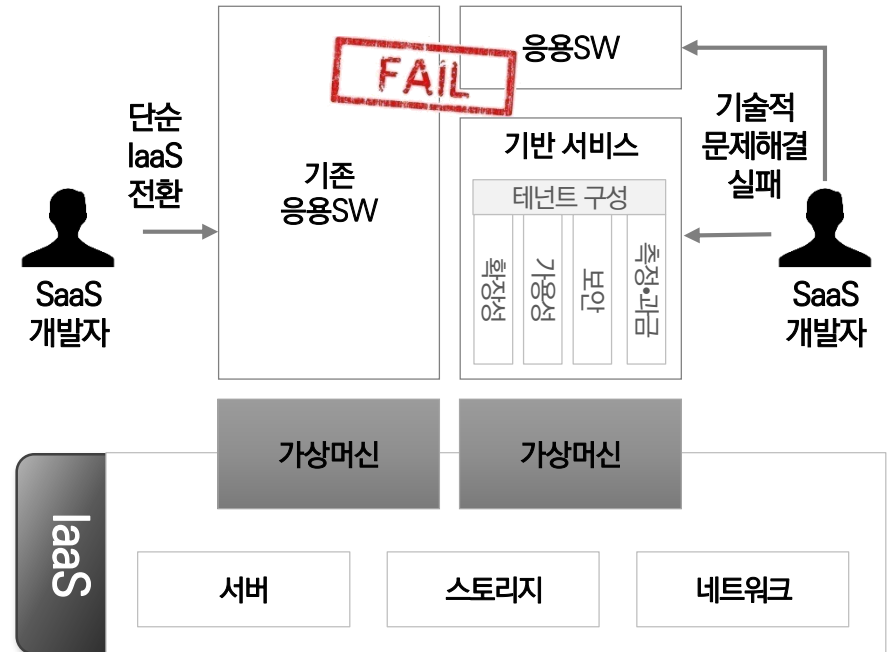 단순
IaaS
전환
SaaS
개발자
기존
응용SW
FAIL
응용SW
기반 서비스
테넌트 구성
확장성
가용성
보안
측정•과금
기술적
문제해결
실패
SaaS
개발자
가상머신
가상머신
IaaS
서버
스토리지
네트워크